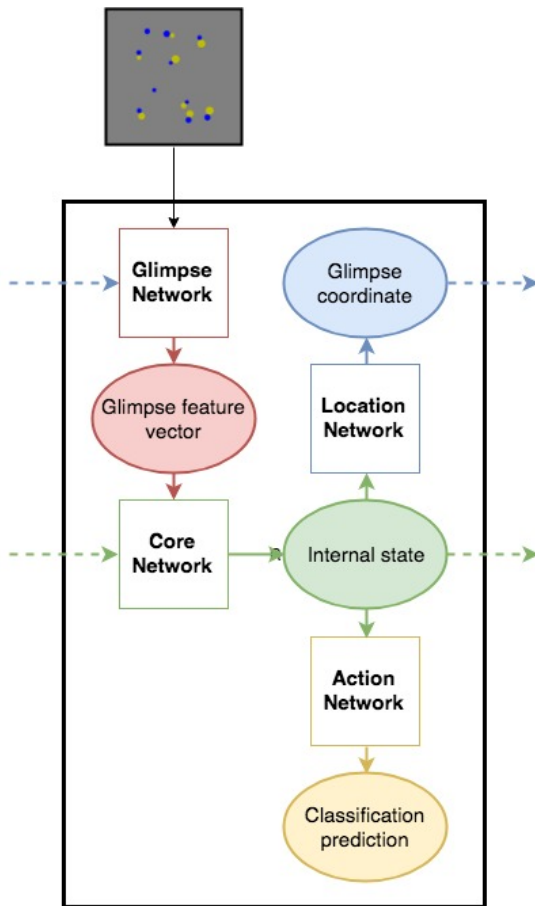 Glimpse
Network
Glimpse
coordinate
Glimpse feature
vector
Location
Network
Core
Network
Internal state
Action
Network
Classification
prediction